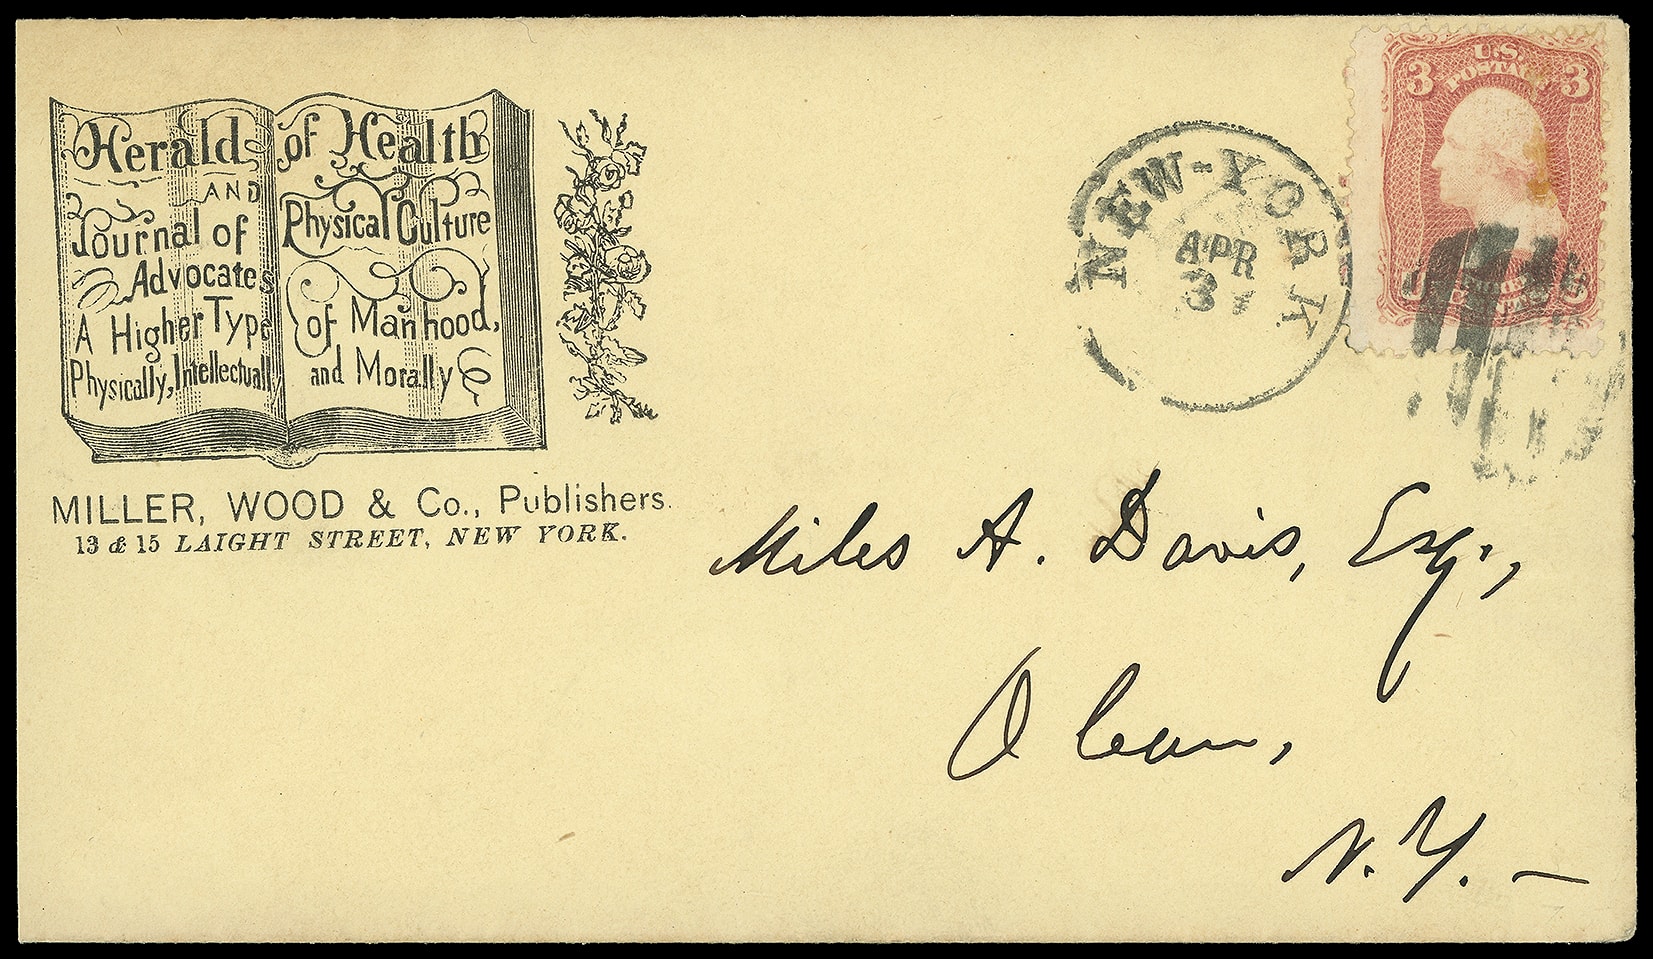 Herald of Health
AND
Journal of Physical Culture
Advocates
A Higher Type of Manhood,
Physically, Intellectually and Morally
MILLER, WOOD & Co., Publishers.
13 & 15 LAIGHT STREET, NEW YORK.
NEW-YORK
APR
3
U.S.
POSTAGE
3 3
Miles A. Davis, Esq.,
Olean,
N.Y. —